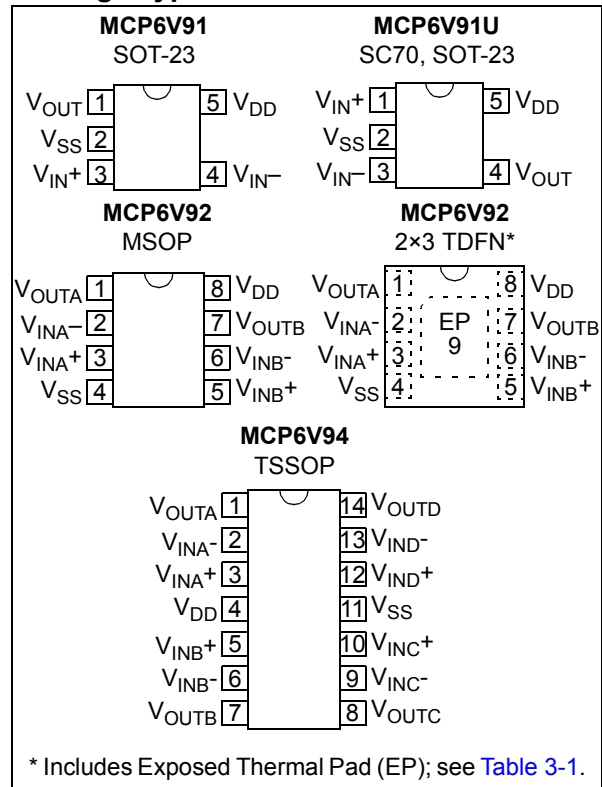 MCP6V91
SOT-23
VOUT 1
5 VDD
VSS 2
VIN+ 3
4 VIN–
MCP6V91U
SC70, SOT-23
VIN+ 1
5 VDD
VSS 2
VIN– 3
4 VOUT
MCP6V92
MSOP
VOUTA 1
8 VDD
VINA– 2
7 VOUTB
VINA+ 3
6 VINB-
VSS 4
5 VINB+
MCP6V92
2×3 TDFN*
VOUTA 1
8 VDD
VINA- 2
EP
7 VOUTB
VINA+ 3
9
6 VINB-
VSS 4
5 VINB+
MCP6V94
TSSOP
VOUTA 1
14 VOUTD
VINA- 2
13 VIND-
VINA+ 3
12 VIND+
VDD 4
11 VSS
VINB+ 5
10 VINC+
VINB- 6
9 VINC-
VOUTB 7
8 VOUTC
* Includes Exposed Thermal Pad (EP); see Table 3-1.